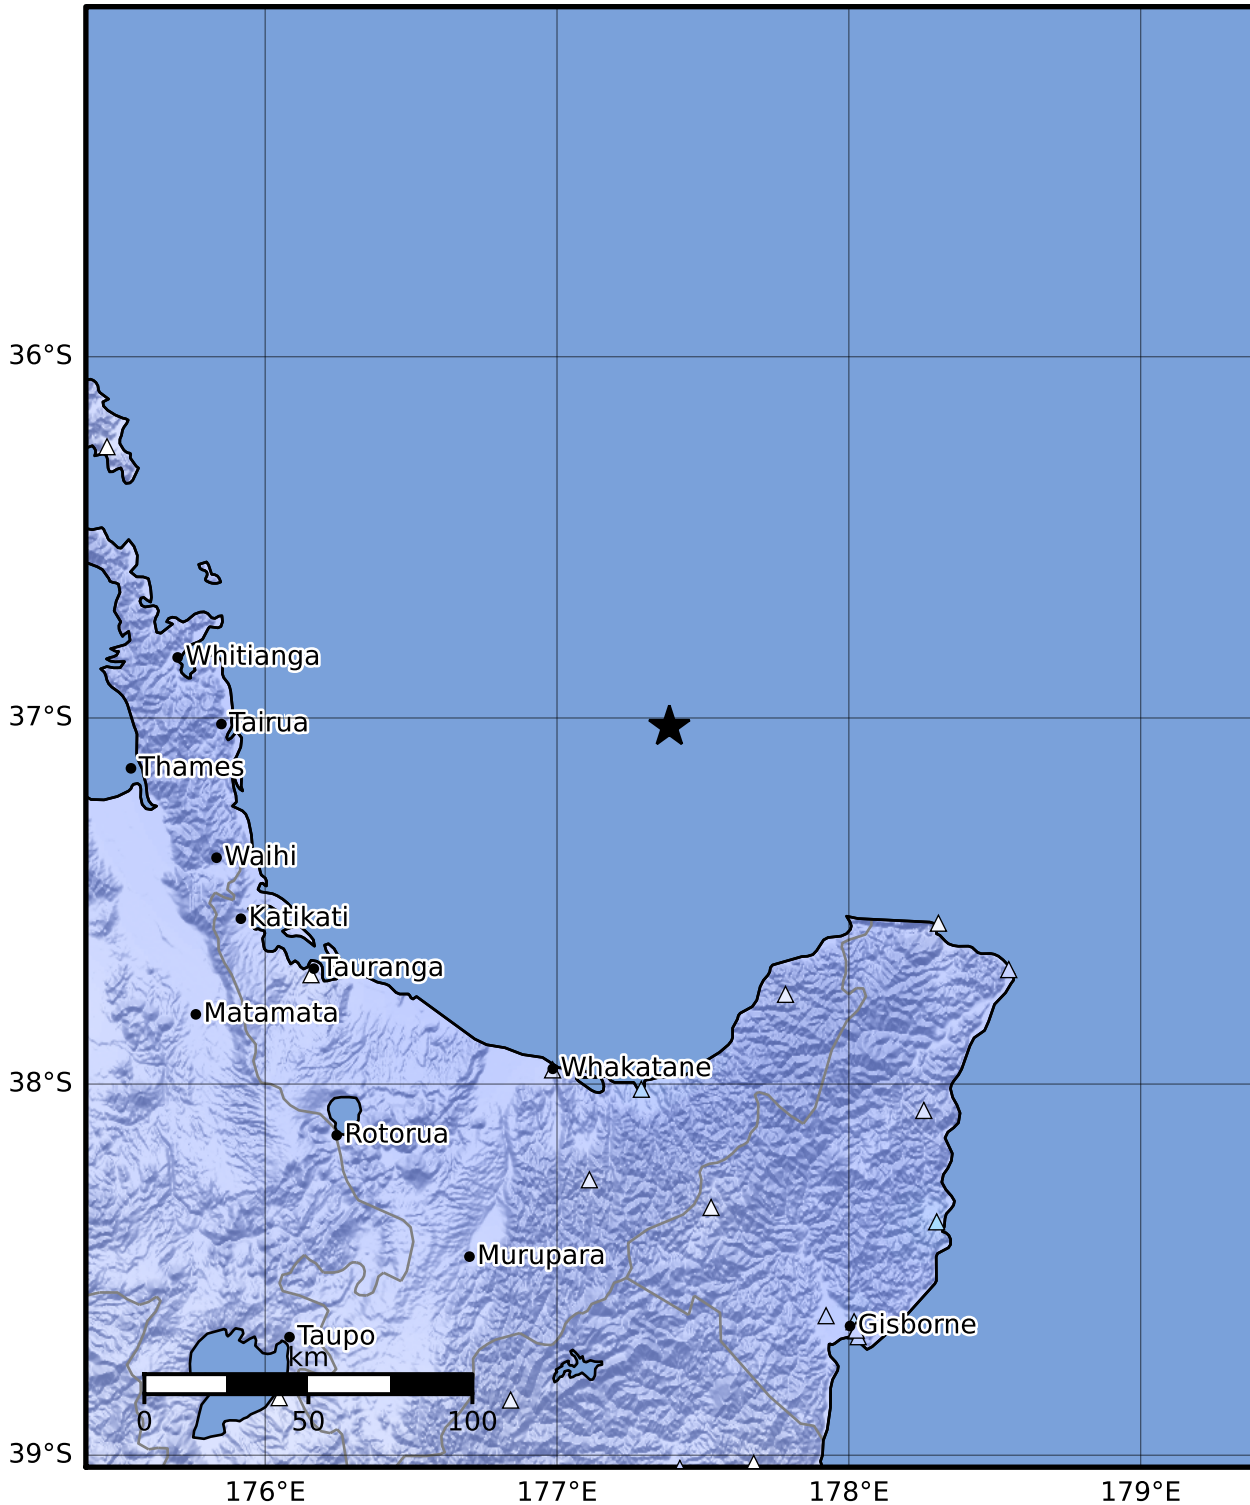 36°S
Whitianga
37°S
Tairua
Thames
Waihi
Katikati
Tauranga
Matamata
Whakatane
38°S
Rotorua
Murupara
Gisborne
Taupo
km
0 50 100
39°S
176°E 177°E 178°E 179°E